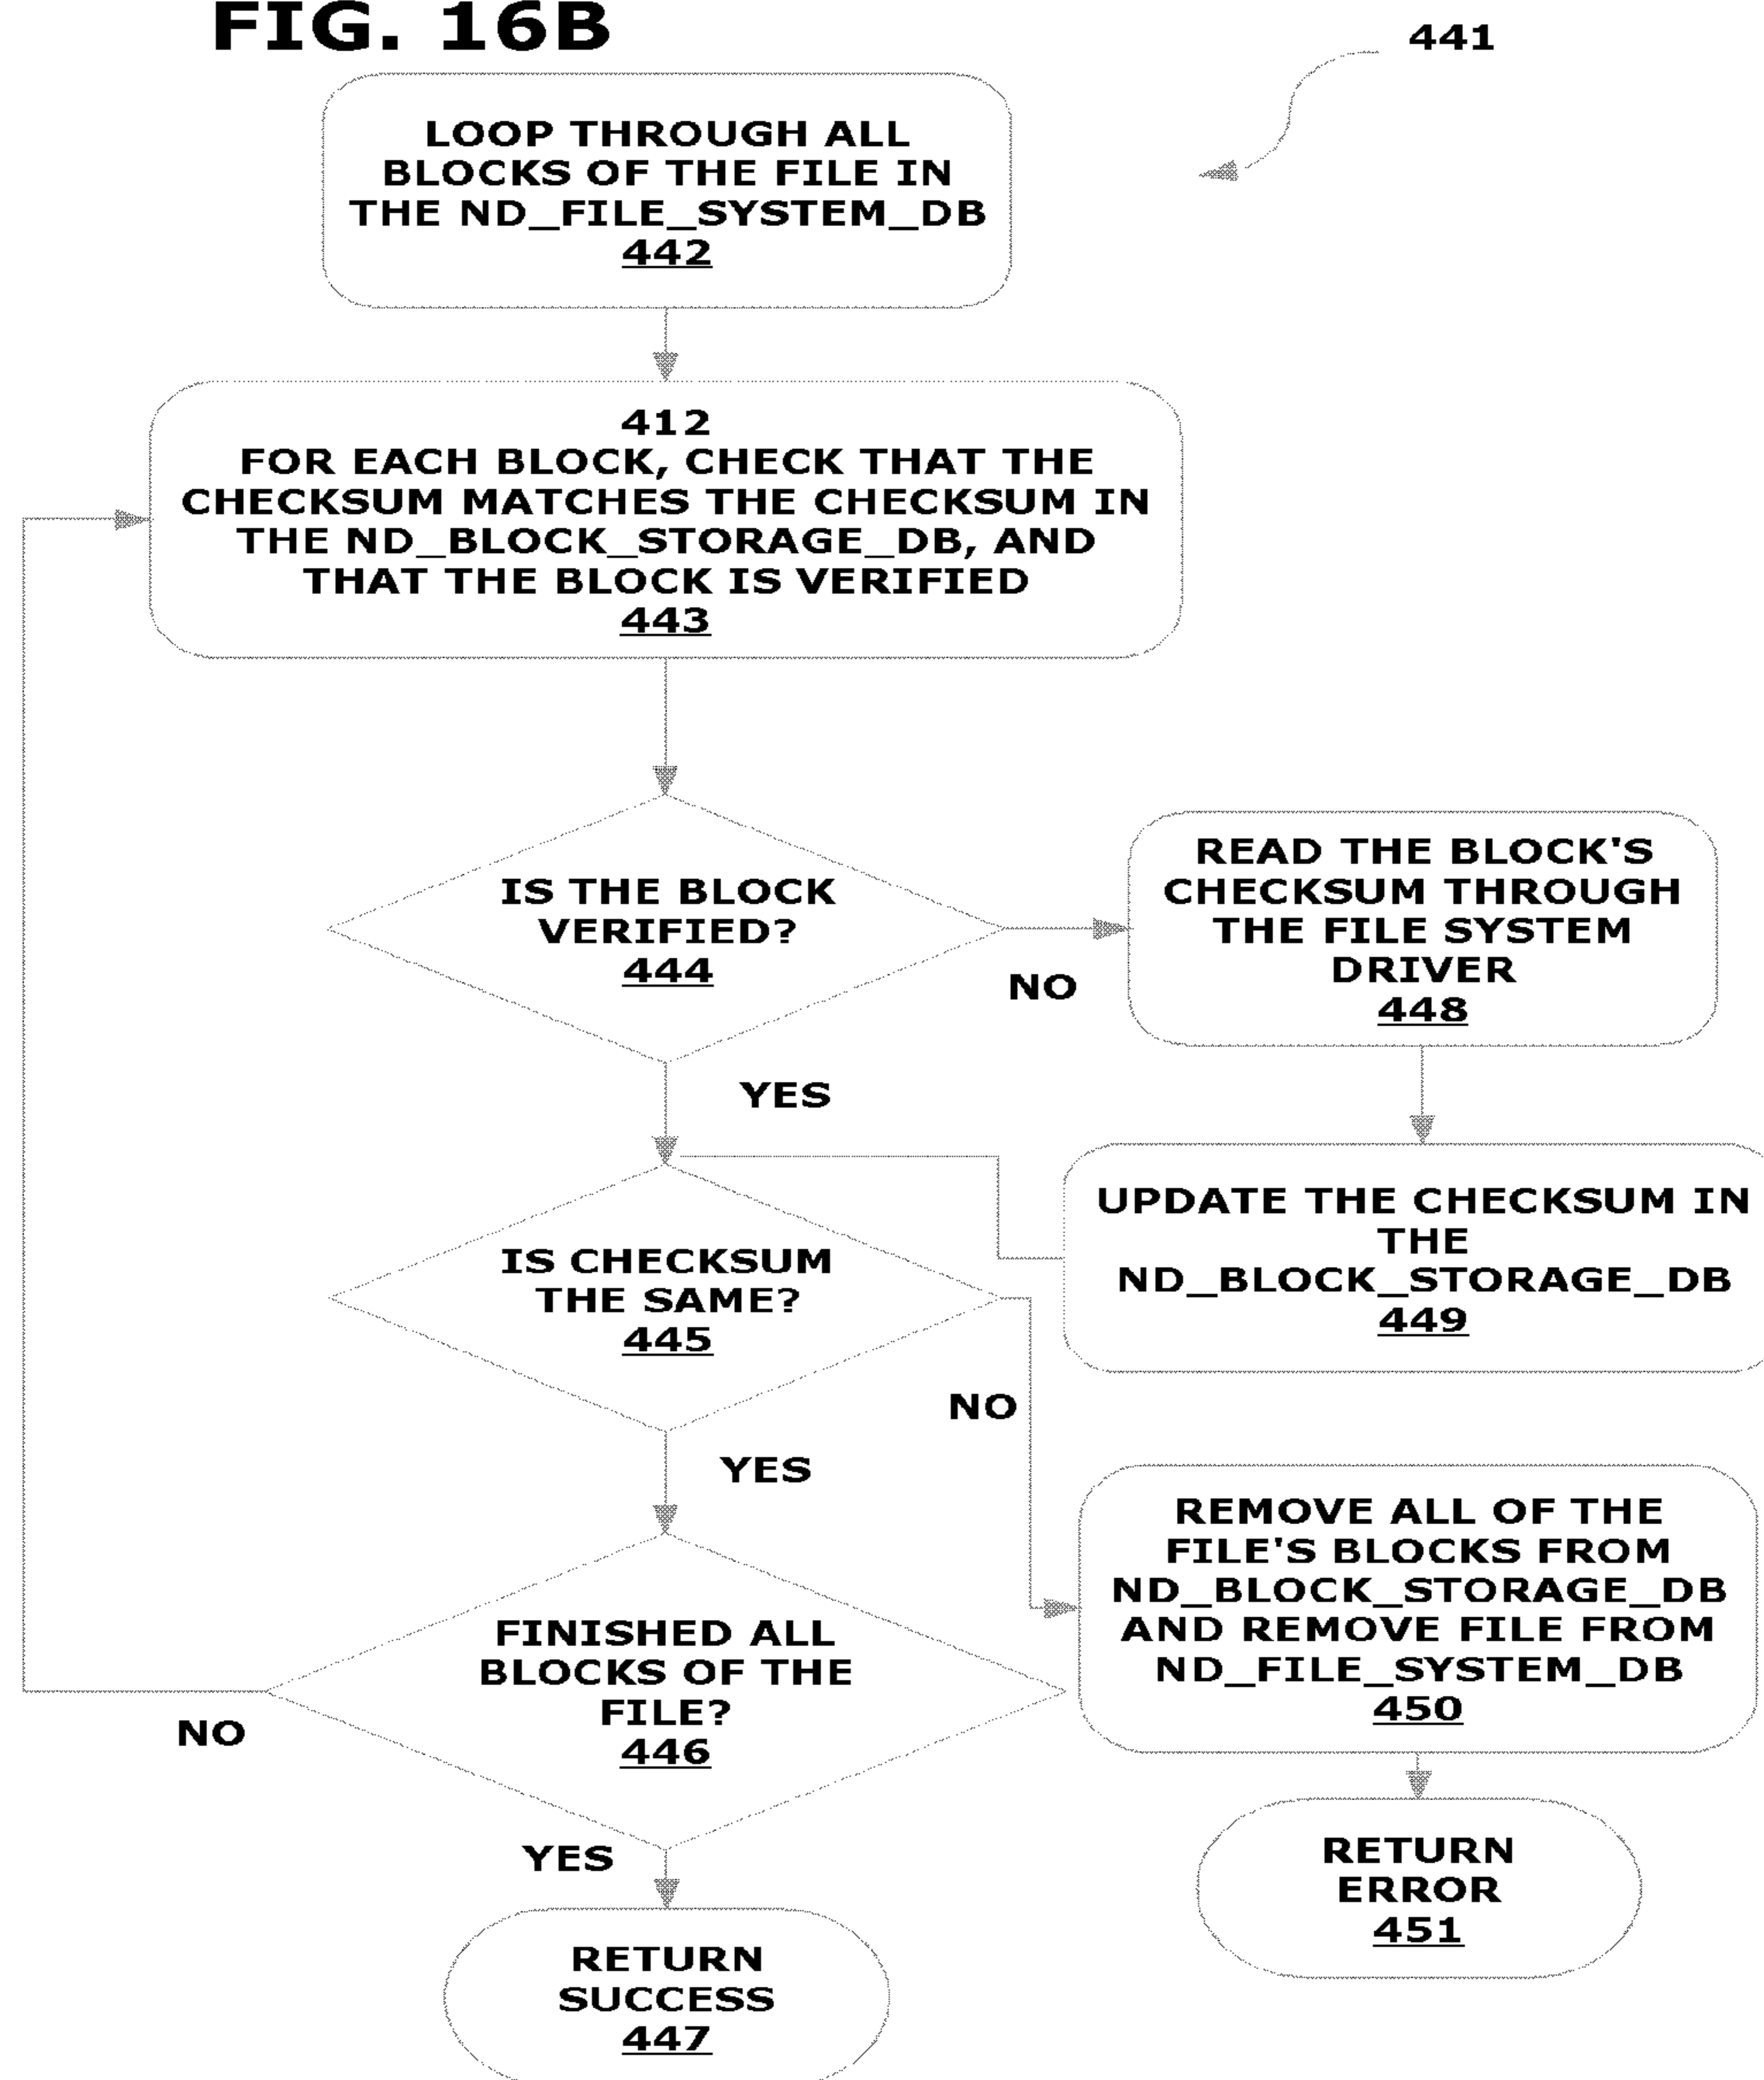 FIG. 16B
441
LOOP THROUGH ALL
BLOCKS OF THE FILE IN
THE ND_FILE_SYSTEM_DB
442
412
FOR EACH BLOCK, CHECK THAT THE
CHECKSUM MATCHES THE CHECKSUM IN
THE ND_BLOCK_STORAGE_DB, AND
THAT THE BLOCK IS VERIFIED
443
IS THE BLOCK
VERIFIED?
444
NO
YES
READ THE BLOCK'S
CHECKSUM THROUGH
THE FILE SYSTEM
DRIVER
448
UPDATE THE CHECKSUM IN
THE
ND_BLOCK_STORAGE_DB
449
IS CHECKSUM
THE SAME?
445
NO
YES
REMOVE ALL OF THE
FILE'S BLOCKS FROM
ND_BLOCK_STORAGE_DB
AND REMOVE FILE FROM
ND_FILE_SYSTEM_DB
450
FINISHED ALL
BLOCKS OF THE
FILE?
446
NO
YES
RETURN
ERROR
451
RETURN
SUCCESS
447